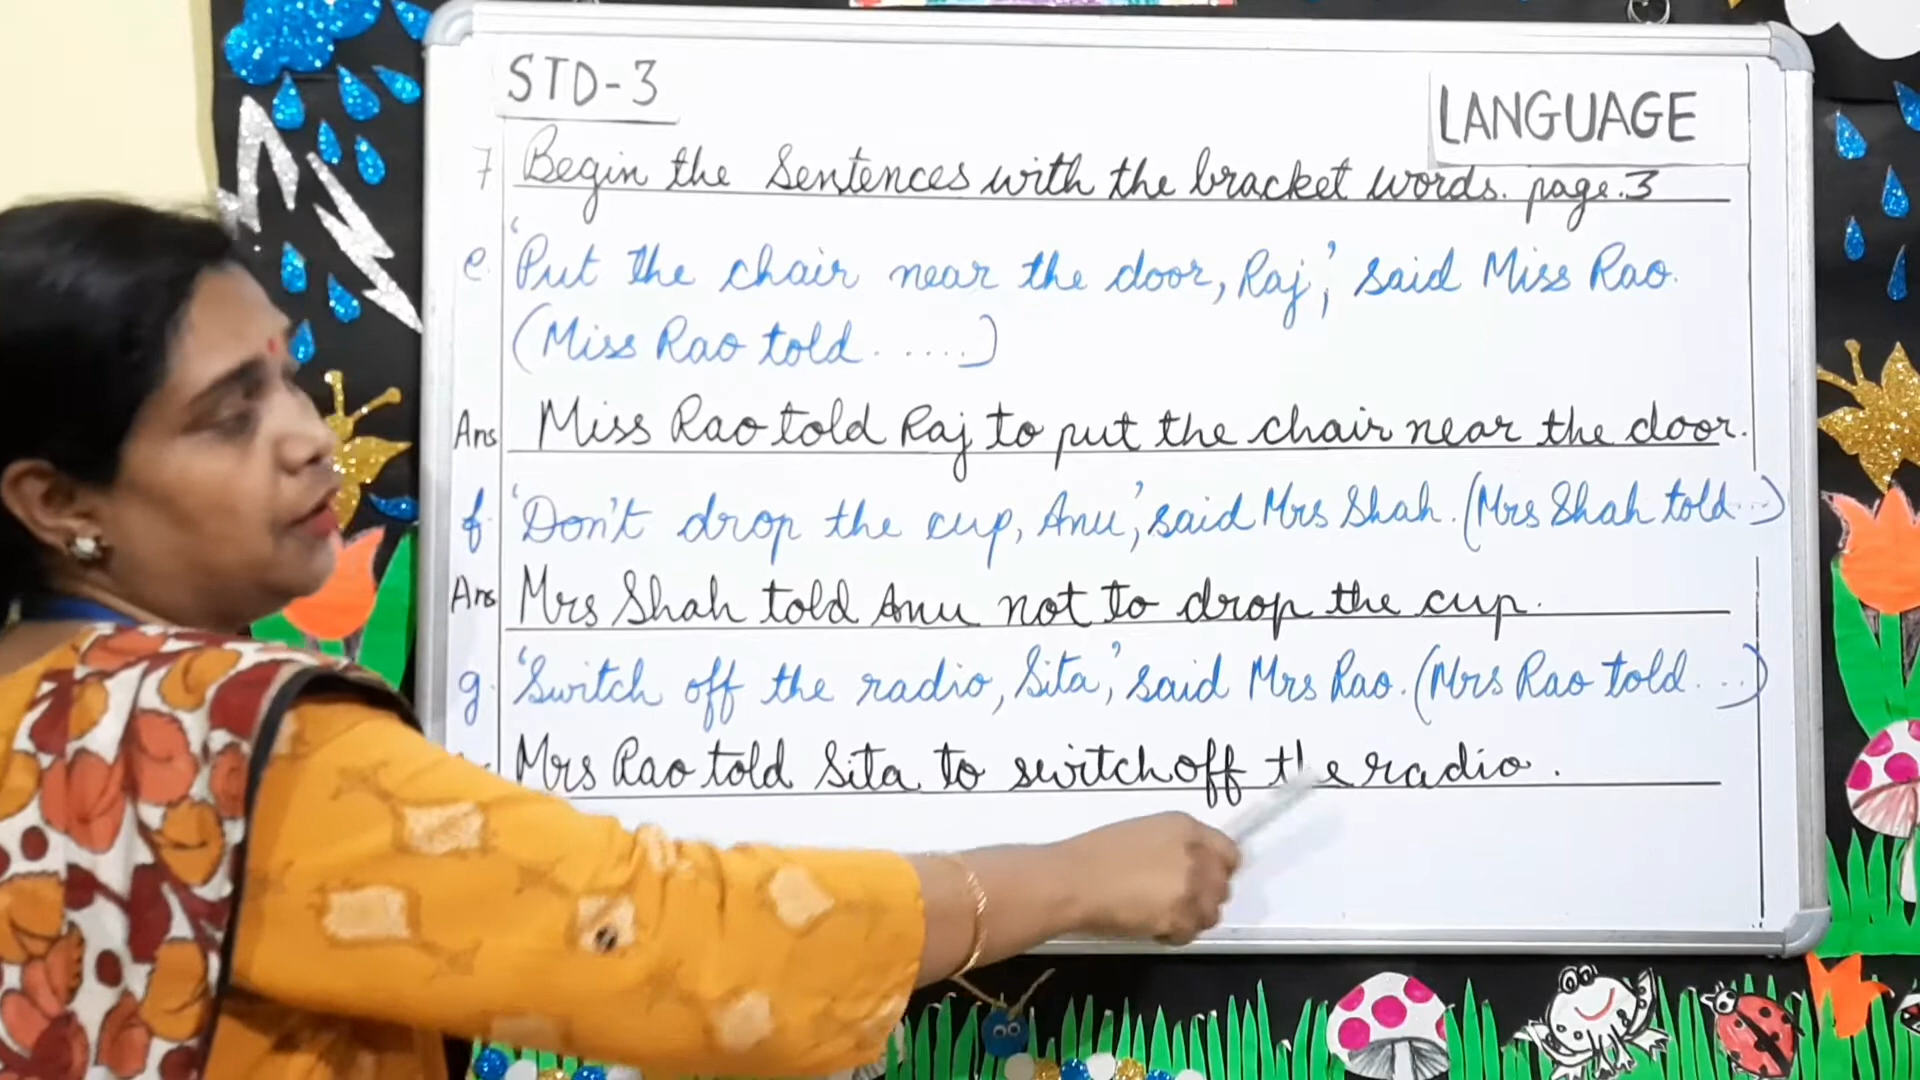 STD-3
LANGUAGE
7 Begin the Sentences with the bracket words. page.3
e. 'Put the chair near the door, Raj,' said Miss Rao.
(Miss Rao told ......)
Ans Miss Rao told Raj to put the chair near the door.
f. 'Don't drop the cup, Anu,' said Mrs Shah. (Mrs Shah told...)
Ans Mrs Shah told Anu not to drop the cup.
g. 'Switch off the radio, Sita,' said Mrs Rao. (Mrs Rao told....)
Mrs Rao told Sita to switch off the radio.